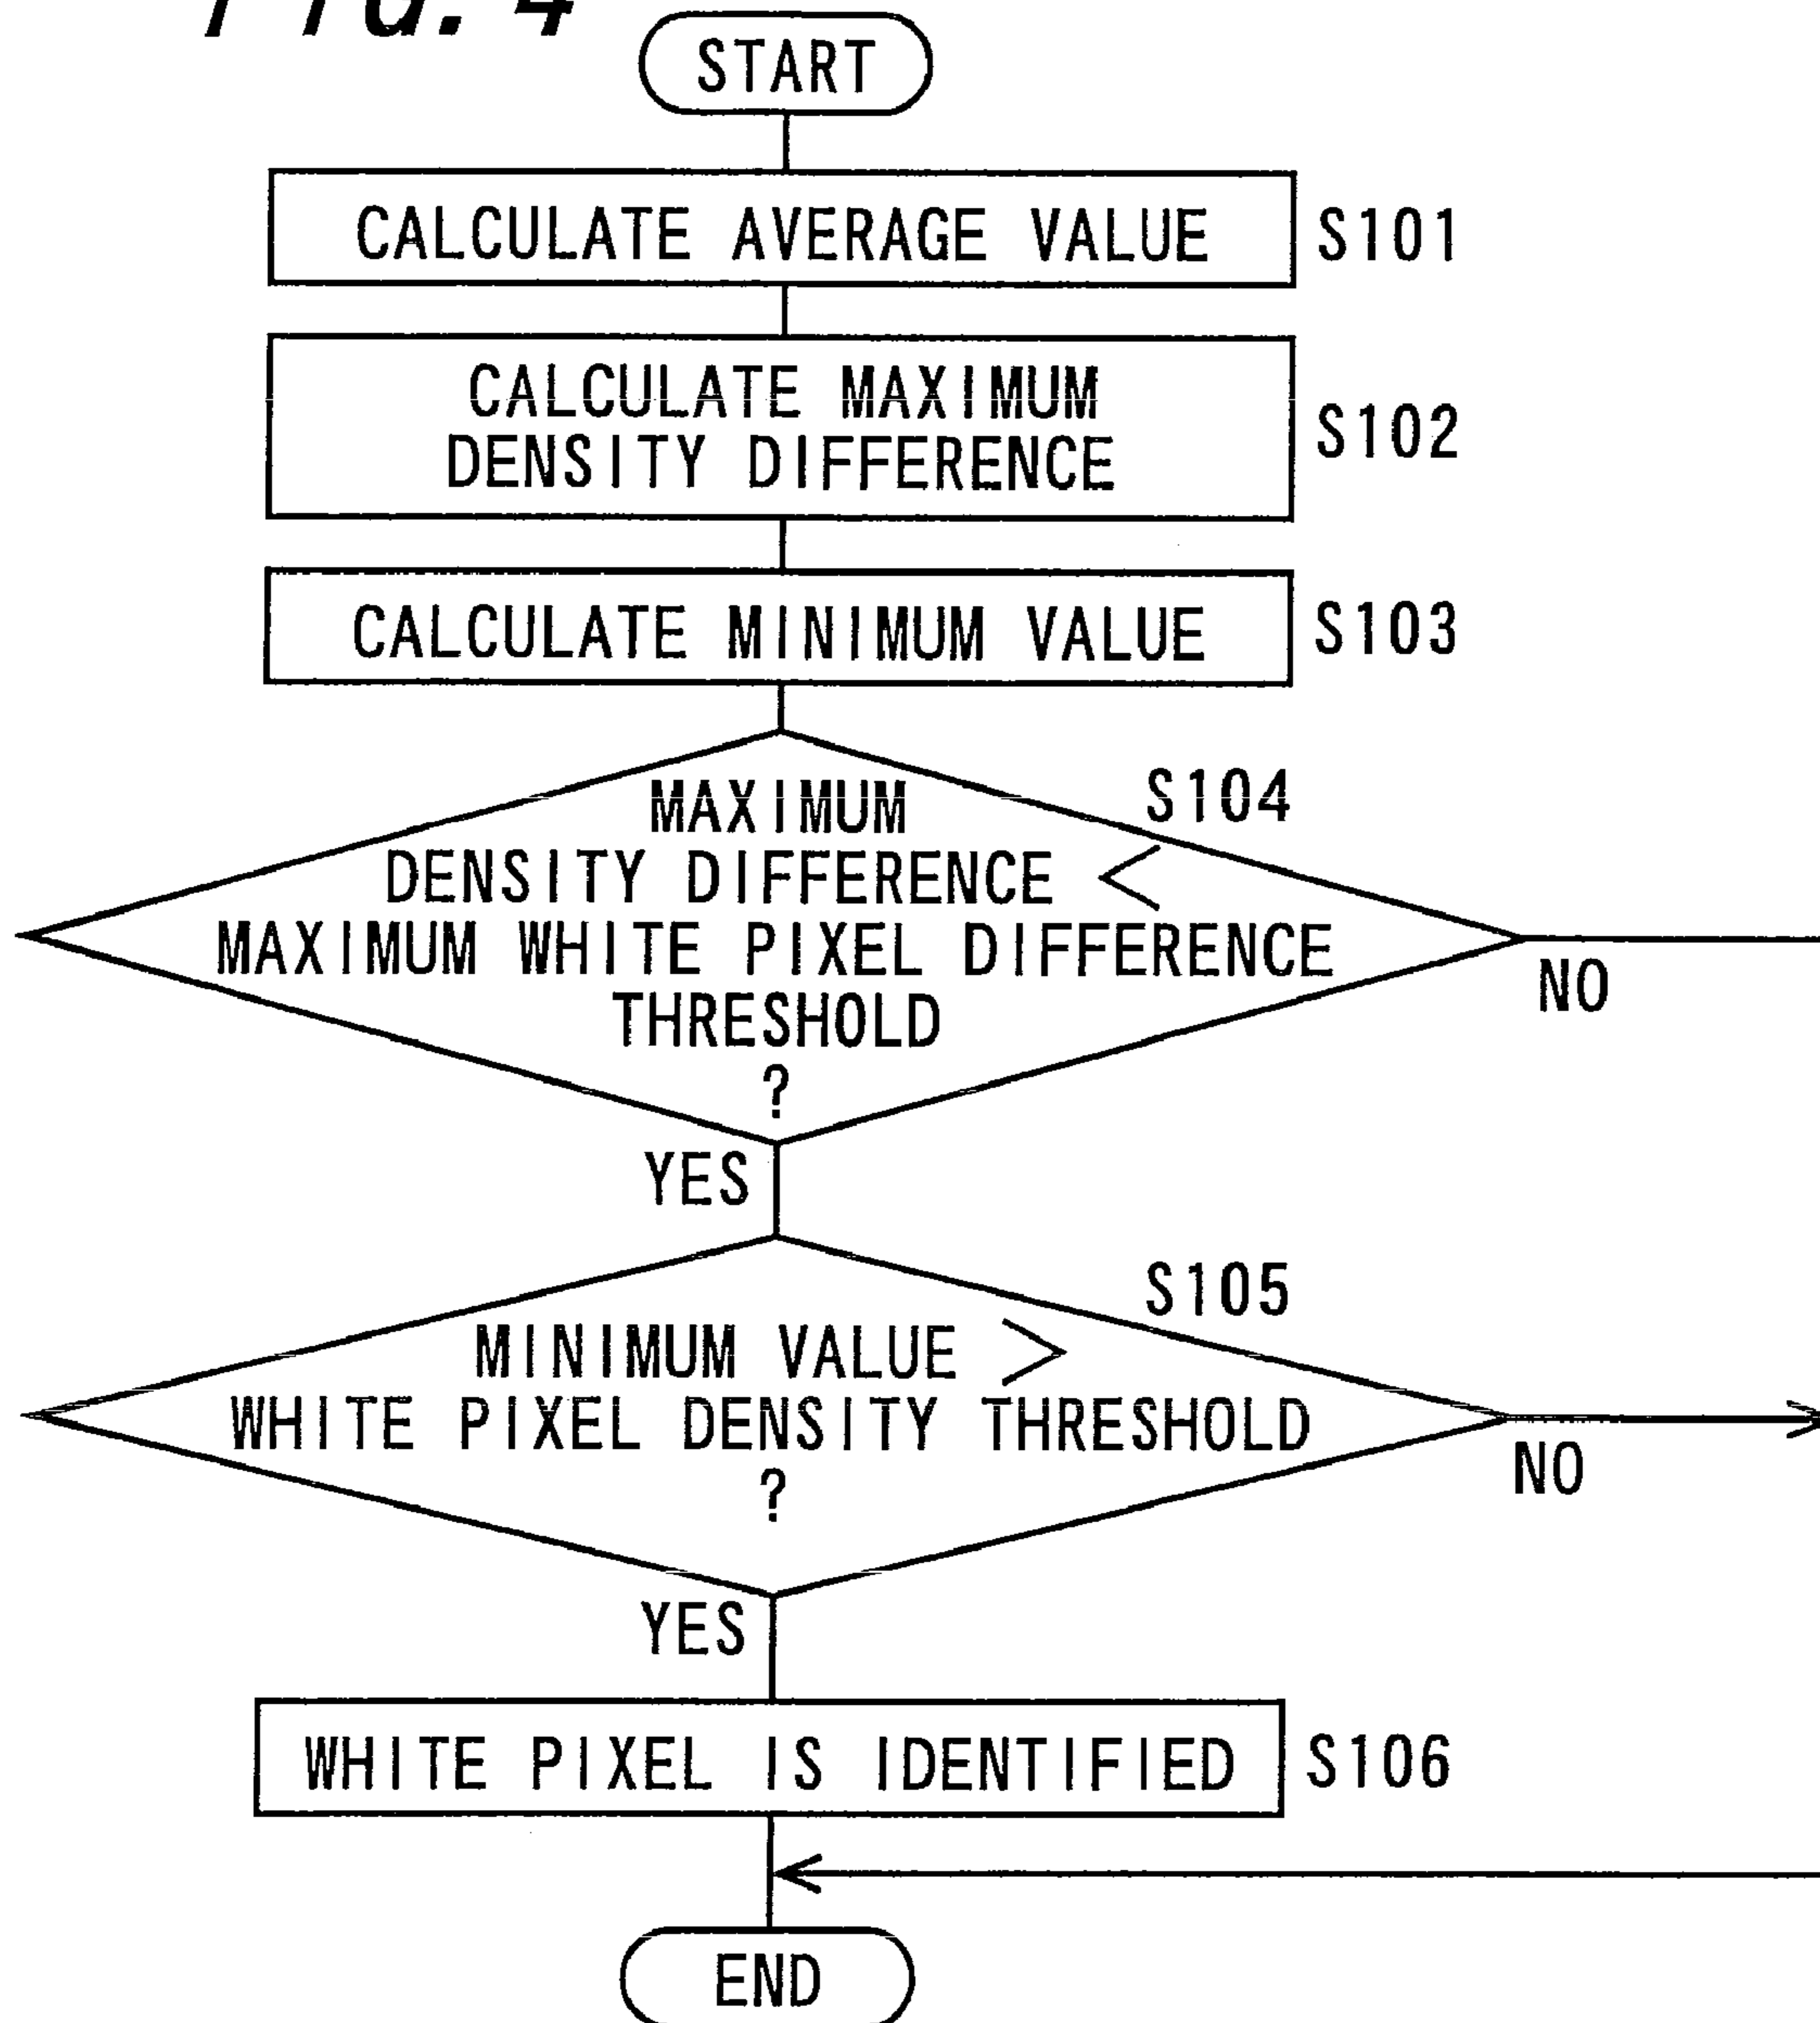 FIG. 4
START
CALCULATE AVERAGE VALUE S101
CALCULATE MAXIMUM
DENSITY DIFFERENCE
S102
CALCULATE MINIMUM VALUE S103
S104
MAXIMUM
DENSITY DIFFERENCE <
MAXIMUM WHITE PIXEL DIFFERENCE
THRESHOLD
?
NO
YES
S105
MINIMUM VALUE >
WHITE PIXEL DENSITY THRESHOLD
?
NO
YES
WHITE PIXEL IS IDENTIFIED S106
END